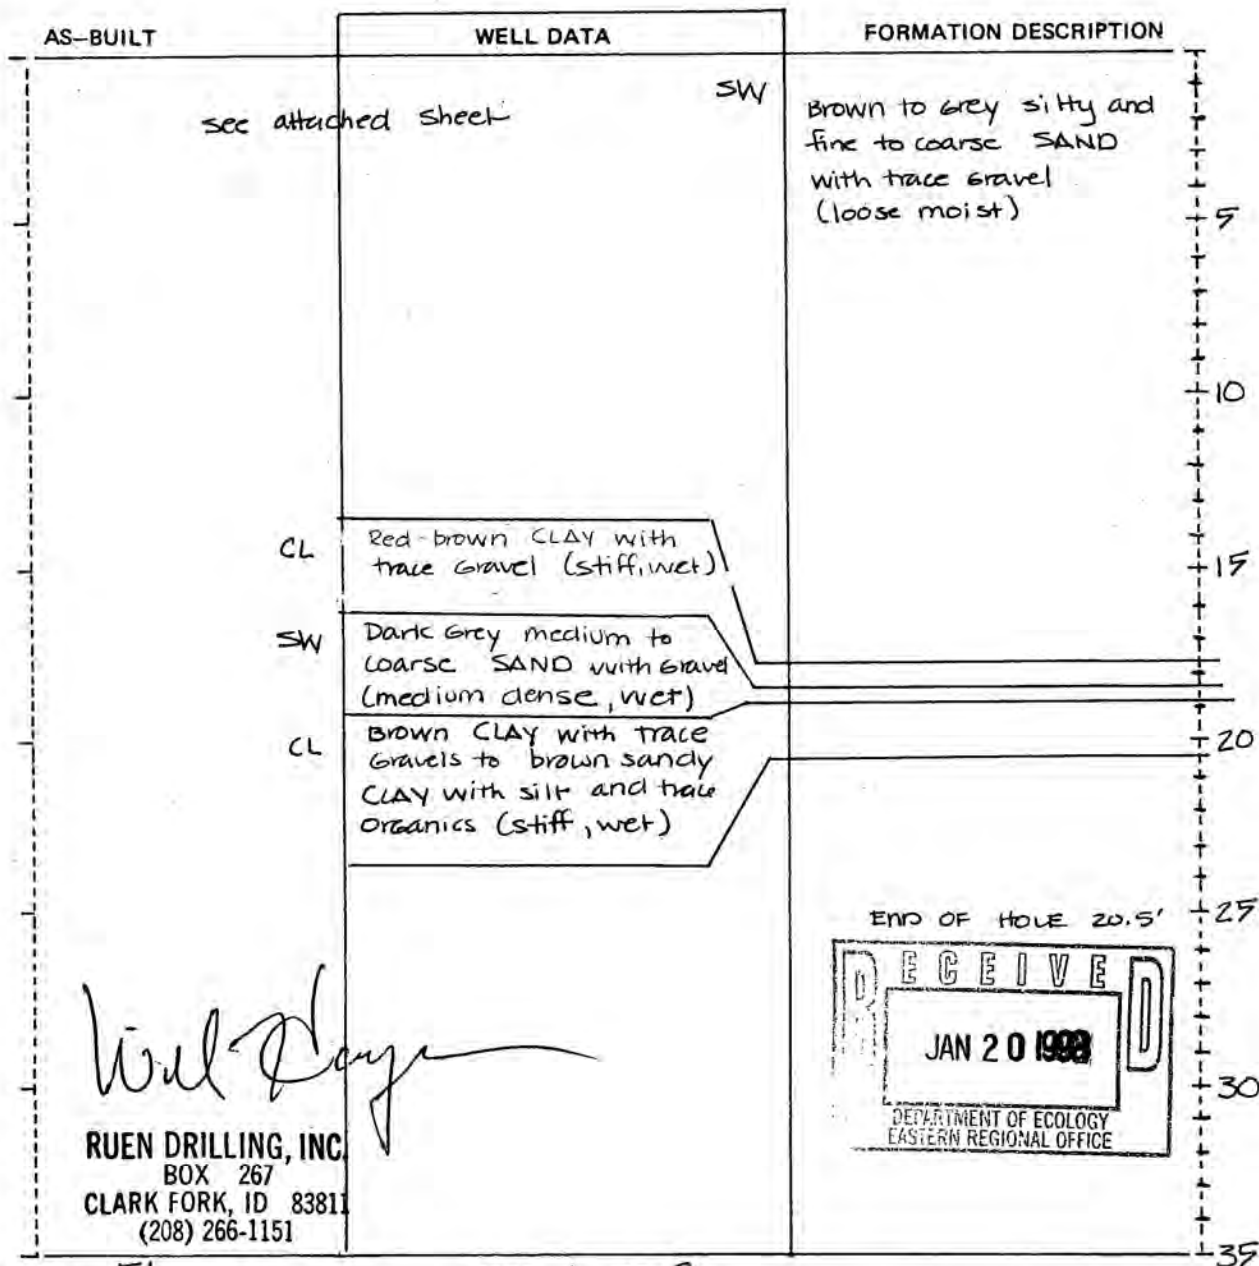 AS-BUILT
WELL DATA
FORMATION DESCRIPTION
see attached sheet
SW
Brown to Grey silty and
fine to coarse SAND
with trace Gravel
(loose moist)
5
10
CL
Red-brown CLAY with
trace Gravel (stiff, wet)
15
SW
Dark Grey medium to
coarse SAND with Gravel
(medium dense, wet)
CL
Brown CLAY with trace
Gravels to brown sandy
CLAY with silt and trace
Organics (stiff, wet)
20
END OF HOLE 20.5'
25
RECEIVED
JAN 20
DEPARTMENT OF ECOLOGY
EASTERN REGIONAL OFFICE
30
RUEN DRILLING, INC.
BOX 267
CLARK FORK, ID 83811
(208) 266-1151
35